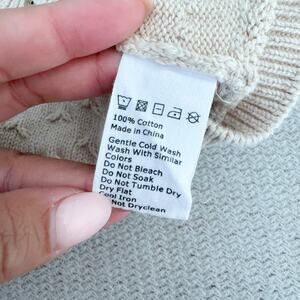 100% Cotton
Made in China
Gentle Cold Wash
Wash With Similar
Colors
Do Not Bleach
Do Not Soak
Do Not Tumble Dry
Dry Flat
Cool Iron
Not Dryclean